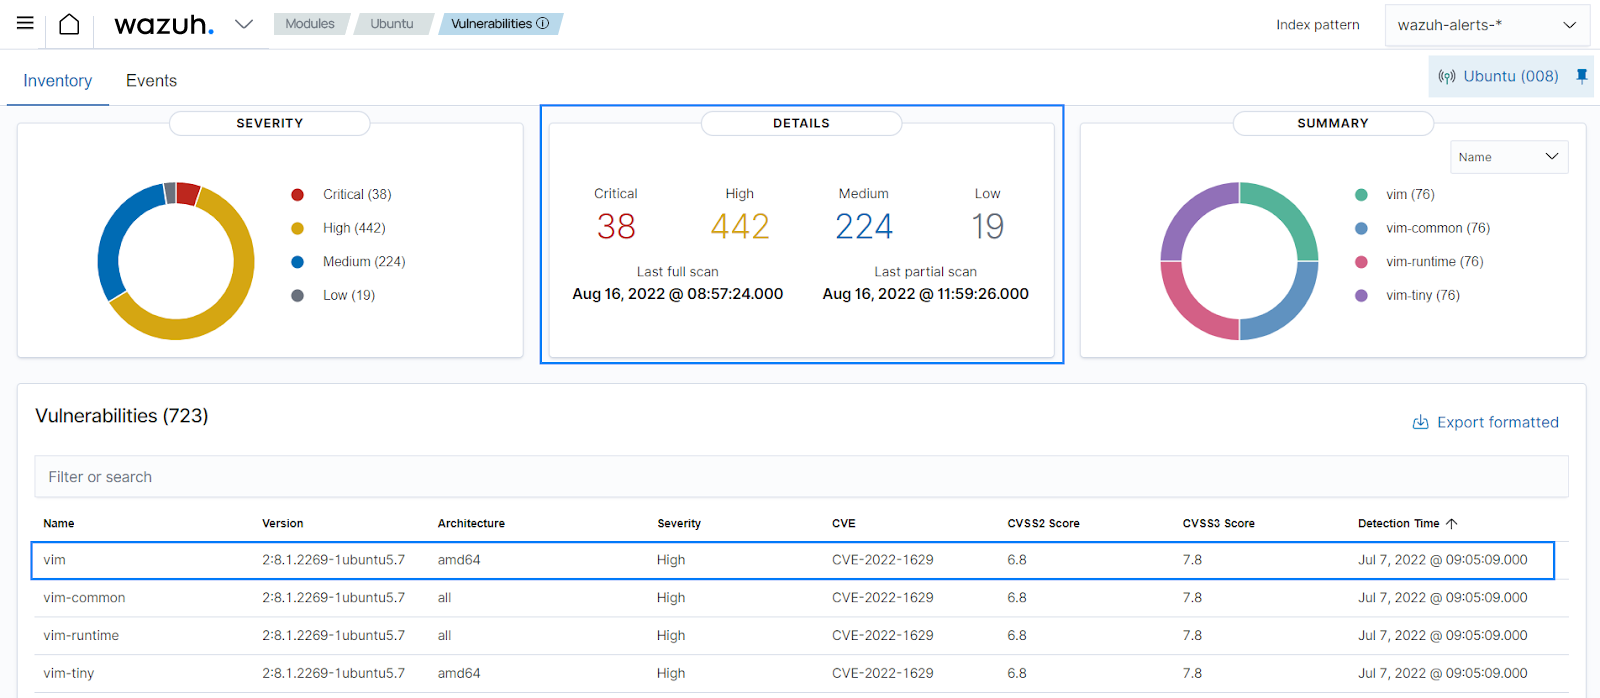 wazuh.
Modules
Ubuntu
Vulnerabilities
Index pattern
wazuh-alerts-*
Inventory
Events
Ubuntu (008)
SEVERITY
Critical (38)
High (442)
Medium (224)
Low (19)
DETAILS
Critical High Medium Low
38 442 224 19
Last full scan Last partial scan
Aug 16, 2022 @ 08:57:24.000 Aug 16, 2022 @ 11:59:26.000
SUMMARY
Name
vim (76)
vim-common (76)
vim-runtime (76)
vim-tiny (76)
Vulnerabilities (723)
Export formatted
Filter or search
Name Version Architecture Severity CVE CVSS2 Score CVSS3 Score Detection Time
vim 2:8.1.2269-1ubuntu5.7 amd64 High CVE-2022-1629 6.8 7.8 Jul 7, 2022 @ 09:05:09.000
vim-common 2:8.1.2269-1ubuntu5.7 all High CVE-2022-1629 6.8 7.8 Jul 7, 2022 @ 09:05:09.000
vim-runtime 2:8.1.2269-1ubuntu5.7 all High CVE-2022-1629 6.8 7.8 Jul 7, 2022 @ 09:05:09.000
vim-tiny 2:8.1.2269-1ubuntu5.7 amd64 High CVE-2022-1629 6.8 7.8 Jul 7, 2022 @ 09:05:09.000